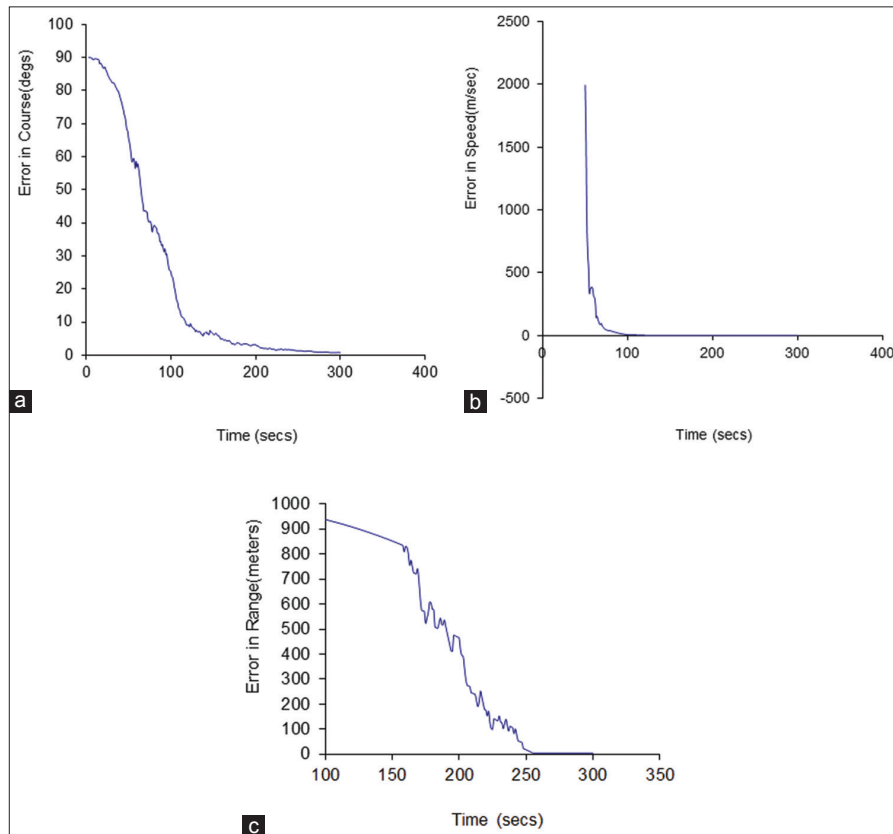 Error in Course(degs)
100
90
80
70
60
50
40
30
20
10
0
0 100 200 300 400
Time (secs)
a
Error in Speed(m/sec)
2500
2000
1500
1000
500
0
-500
0 100 200 300 400
Time (secs)
b
Error in Range(meters)
1000
900
800
700
600
500
400
300
200
100
0
100 150 200 250 300 350
Time (secs)
c